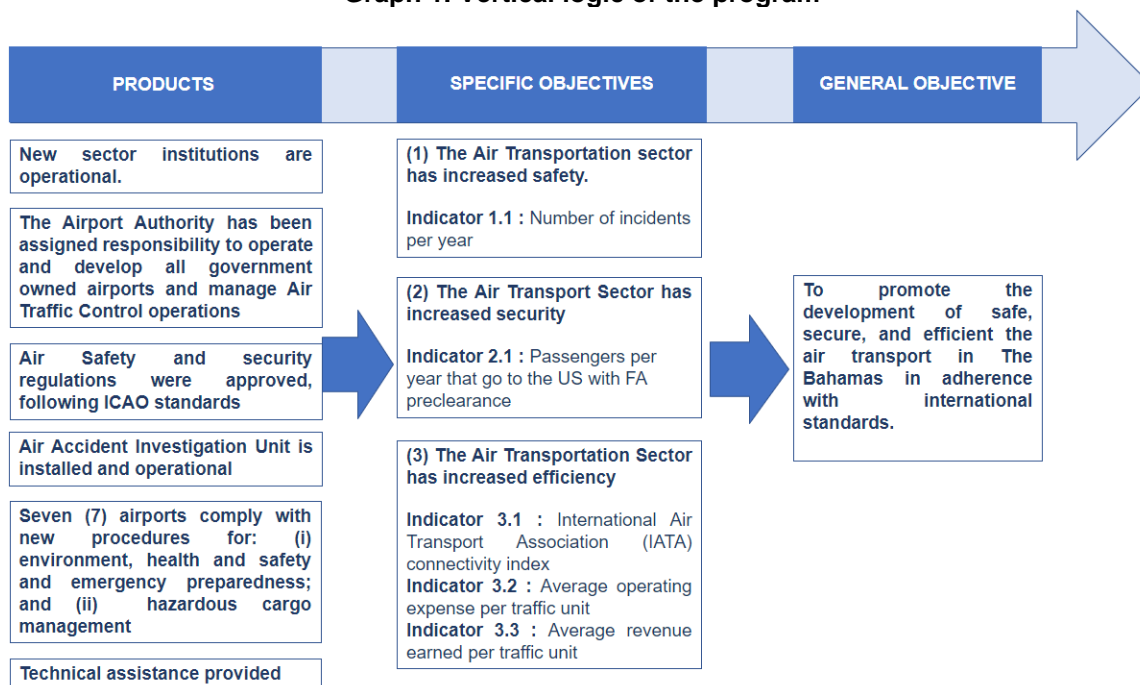 Graph 1. Vertical logic of the program
PRODUCTS
SPECIFIC OBJECTIVES
GENERAL OBJECTIVE
New sector institutions are
operational.
The Airport Authority has been
assigned responsibility to operate
and develop all government
owned airports and manage Air
Traffic Control operations
Air Safety and security
regulations were approved,
following ICAO standards
Air Accident Investigation Unit is
installed and operational
Seven (7) airports comply with
new procedures for: (i)
environment, health and safety
and emergency preparedness;
and (ii) hazardous cargo
management
Technical assistance provided
(1) The Air Transportation sector
has increased safety.
Indicator 1.1 : Number of incidents
per year
(2) The Air Transport Sector has
increased security
Indicator 2.1 : Passengers per
year that go to the US with FA
preclearance
(3) The Air Transportation Sector
has increased efficiency
Indicator 3.1 : International Air
Transport Association (IATA)
connectivity index
Indicator 3.2 : Average operating
expense per traffic unit
Indicator 3.3 : Average revenue
earned per traffic unit
To promote the
development of safe,
secure, and efficient the
air transport in The
Bahamas in adherence
with international
standards.